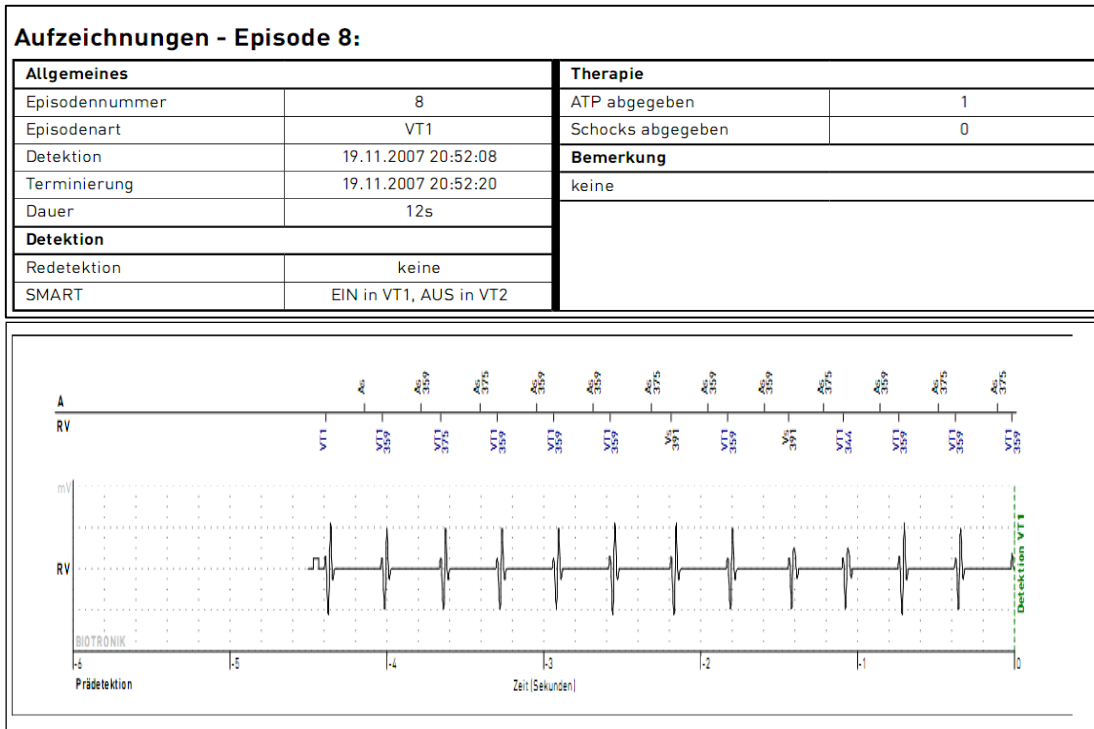 Aufzeichnungen - Episode 8:
Allgemeines
Episodennummer 8
Episodenart VT1
Detektion 19.11.2007 20:52:08
Terminierung 19.11.2007 20:52:20
Dauer 12s
Detektion
Redetektion keine
SMART EIN in VT1, AUS in VT2
Therapie
ATP abgegeben 1
Schocks abgegeben 0
Bemerkung
keine
A
As As As As As As As As As As As As
359 375 359 359 375 359 359 375 359 375 375
RV
VT1 VT1 VT1 VT1 VT1 VT1 Vs VT1 Vs VT1 VT1 VT1 VT1
359 375 359 359 359 391 359 391 344 359 359 359
mV
RV
Detektion VT1
BIOTRONIK
-6 -5 -4 -3 -2 -1 0
Prädetektion Zeit (Sekunden)